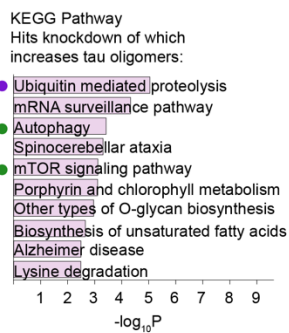 KEGG Pathway
Hits knockdown of which
increases tau oligomers:
Ubiquitin mediated proteolysis
mRNA surveillance pathway
Autophagy
Spinocerebellar ataxia
mTOR signaling pathway
Porphyrin and chlorophyll metabolism
Other types of O-glycan biosynthesis
Biosynthesis of unsaturated fatty acids
Alzheimer disease
Lysine degradation
1 2 3 4 5 6 7 8 9
-log10P